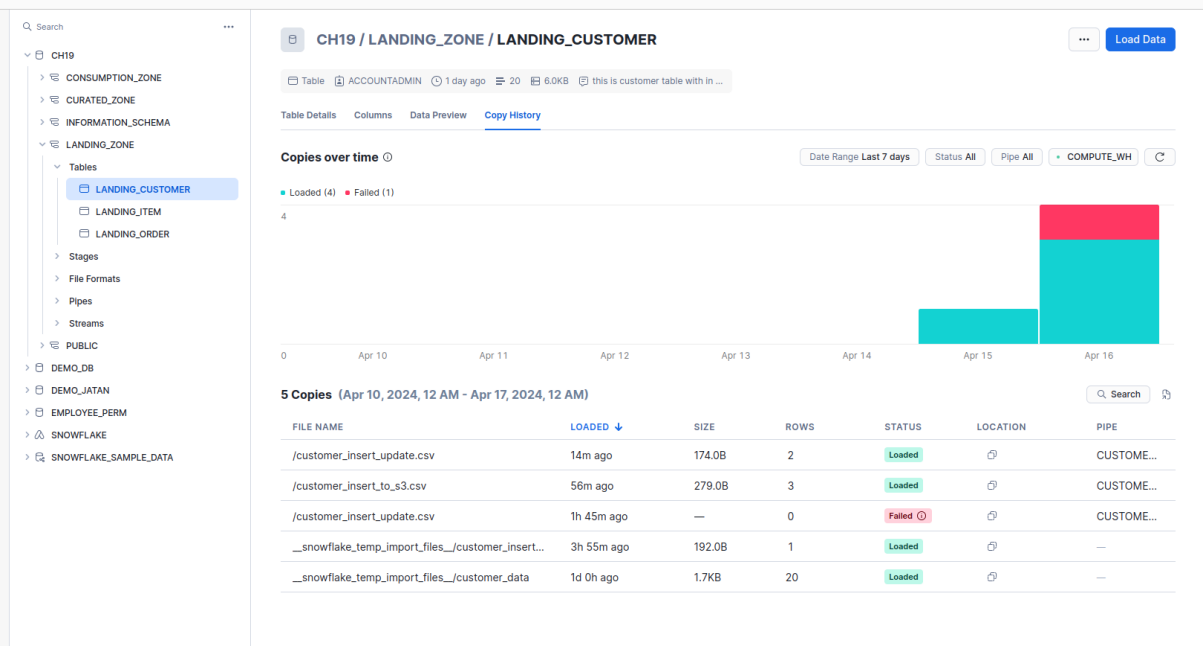 Search ...
CH19
CONSUMPTION_ZONE
CURATED_ZONE
INFORMATION_SCHEMA
LANDING_ZONE
Tables
LANDING_CUSTOMER
LANDING_ITEM
LANDING_ORDER
Stages
File Formats
Pipes
Streams
PUBLIC
DEMO_DB
DEMO_JATAN
EMPLOYEE_PERM
SNOWFLAKE
SNOWFLAKE_SAMPLE_DATA
CH19 / LANDING_ZONE / LANDING_CUSTOMER ... Load Data
Table ACCOUNTADMIN 1 day ago 20 6.0KB this is customer table with in ...
Table Details Columns Data Preview Copy History
Copies over time Date Range Last 7 days Status All Pipe All COMPUTE_WH
Loaded (4) Failed (1)
4
0 Apr 10 Apr 11 Apr 12 Apr 13 Apr 14 Apr 15 Apr 16
5 Copies (Apr 10, 2024, 12 AM - Apr 17, 2024, 12 AM) Search
FILE NAME LOADED SIZE ROWS STATUS LOCATION PIPE
/customer_insert_update.csv 14m ago 174.0B 2 Loaded CUSTOME...
/customer_insert_to_s3.csv 56m ago 279.0B 3 Loaded CUSTOME...
/customer_insert_update.csv 1h 45m ago — 0 Failed CUSTOME...
__snowflake_temp_import_files__/customer_insert... 3h 55m ago 192.0B 1 Loaded —
__snowflake_temp_import_files__/customer_data 1d 0h ago 1.7KB 20 Loaded —